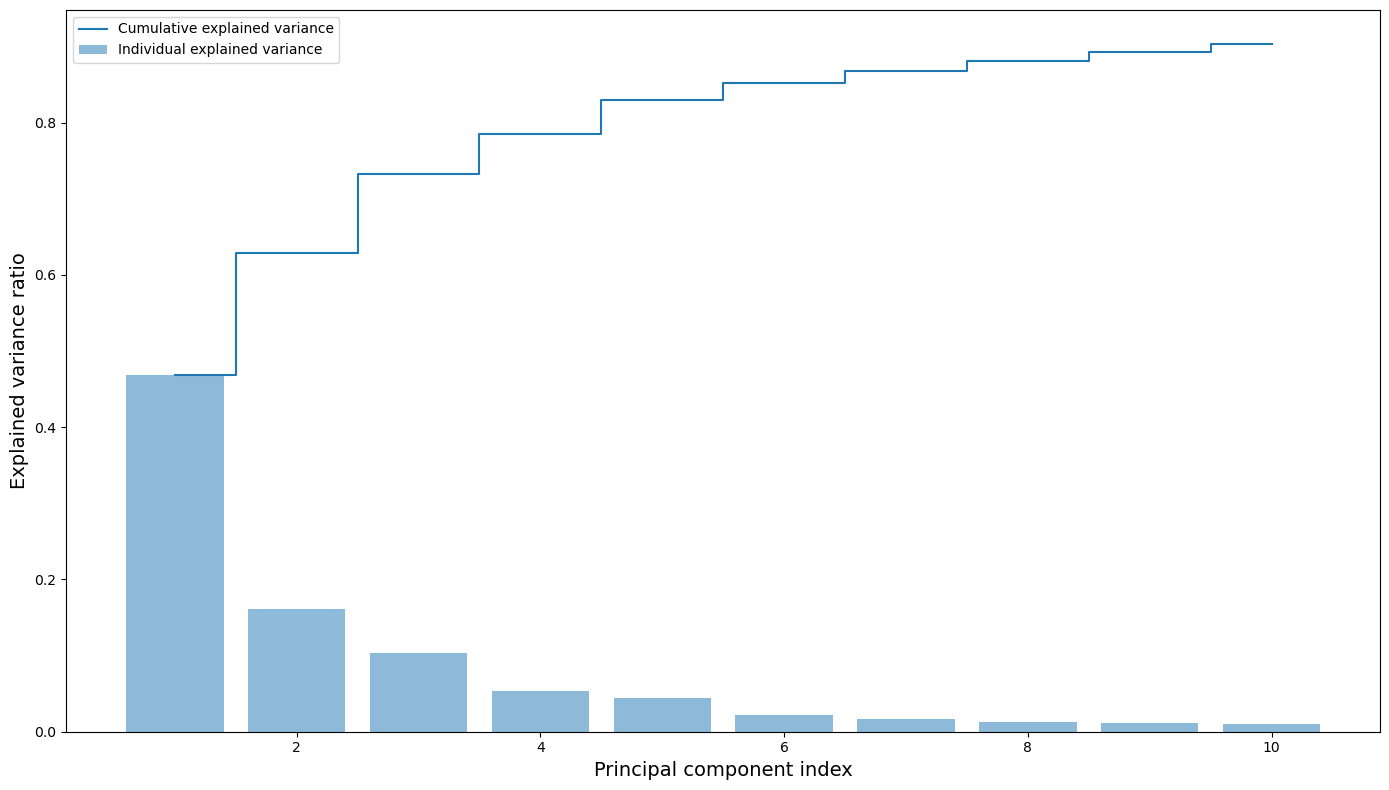 Cumulative explained variance
Individual explained variance
Explained variance ratio
0.8
0.6
0.4
0.2
0.0
2 4 6 8 10
Principal component index